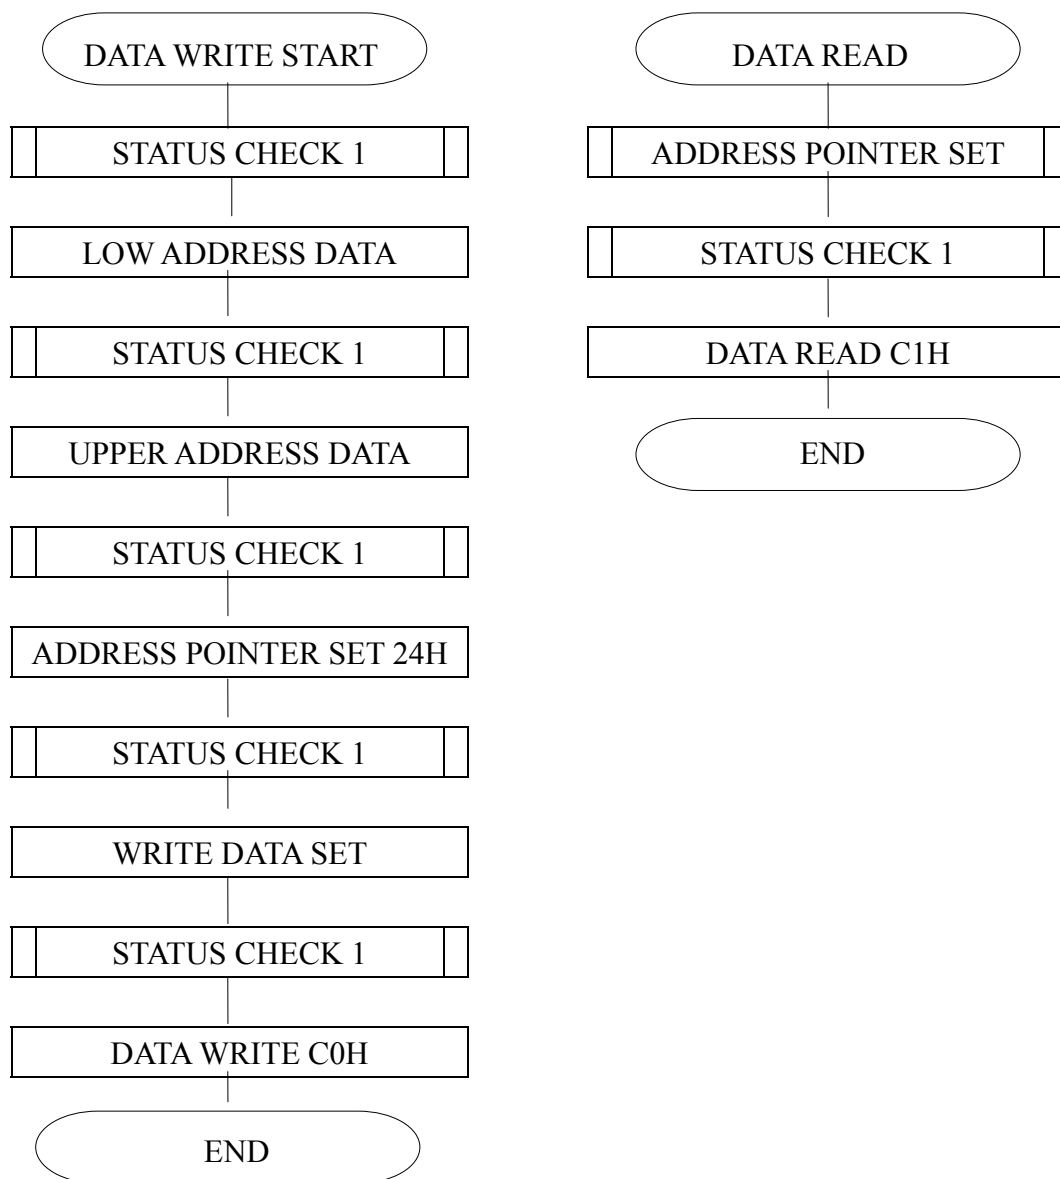 DATA WRITE START
STATUS CHECK 1
LOW ADDRESS DATA
STATUS CHECK 1
UPPER ADDRESS DATA
STATUS CHECK 1
ADDRESS POINTER SET 24H
STATUS CHECK 1
WRITE DATA SET
STATUS CHECK 1
DATA WRITE C0H
END
DATA READ
ADDRESS POINTER SET
STATUS CHECK 1
DATA READ C1H
END